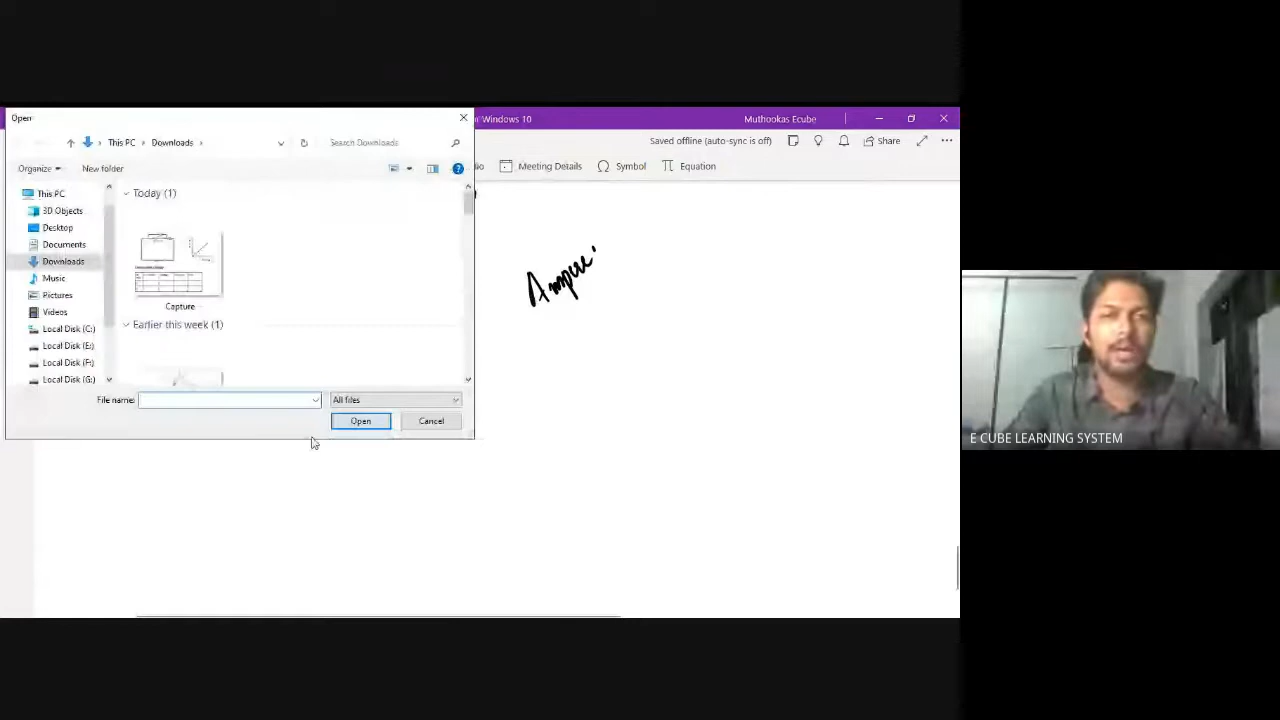 Open
or Windows 10
Muthookas Ecube
This PC
Downloads
Search Downloads
Saved offline (auto-sync is off)
Share
Organize
New folder
Meeting Details
Symbol
Equation
This PC
3D Objects
Desktop
Documents
Downloads
Music
Pictures
Videos
Local Disk (C:)
Local Disk (E:)
Local Disk (F:)
Local Disk (G:)
Today (1)
Capture
Earlier this week (1)
File name:
All files
Open
Cancel
Ampere
E CUBE LEARNING SYSTEM